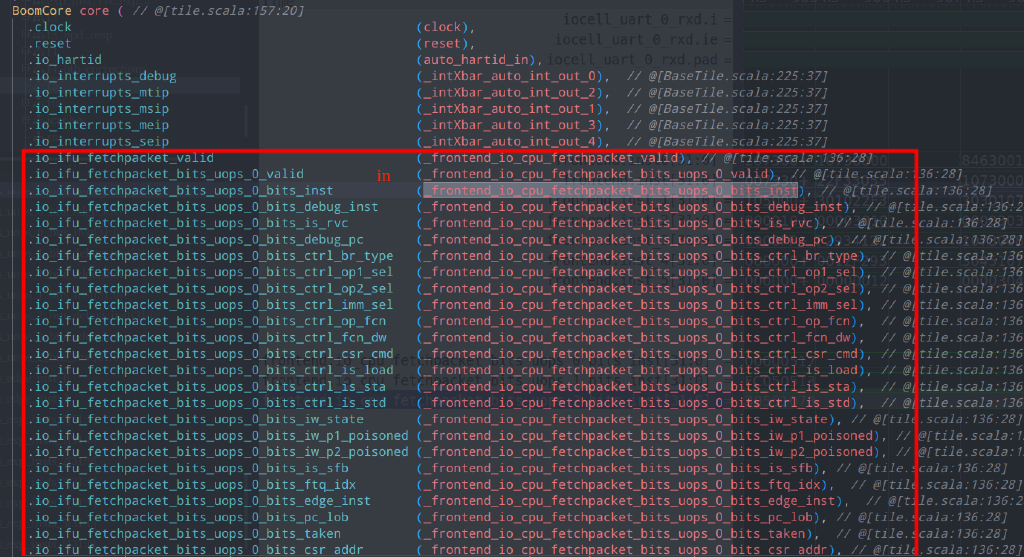 BoomCore core ( // @[tile.scala:157:20]
.clock (clock),
.reset (reset),
.io_hartid (auto_hartid_in),
.io_interrupts_debug (_intXbar_auto_int_out_0), // @[BaseTile.scala:225:37]
.io_interrupts_mtip (_intXbar_auto_int_out_2), // @[BaseTile.scala:225:37]
.io_interrupts_msip (_intXbar_auto_int_out_1), // @[BaseTile.scala:225:37]
.io_interrupts_meip (_intXbar_auto_int_out_3), // @[BaseTile.scala:225:37]
.io_interrupts_seip (_intXbar_auto_int_out_4), // @[BaseTile.scala:225:37]
.io_ifu_fetchpacket_valid (_frontend_io_cpu_fetchpacket_valid), // @[tile.scala:136:28]
.io_ifu_fetchpacket_bits_uops_0_valid in (_frontend_io_cpu_fetchpacket_bits_uops_0_valid), // @[tile.scala:136:28]
.io_ifu_fetchpacket_bits_uops_0_bits_inst (_frontend_io_cpu_fetchpacket_bits_uops_0_bits_inst), // @[tile.scala:136:28]
.io_ifu_fetchpacket_bits_uops_0_bits_debug_inst (_frontend_io_cpu_fetchpacket_bits_uops_0_bits_debug_inst), // @[tile.scala:136:2
.io_ifu_fetchpacket_bits_uops_0_bits_is_rvc (_frontend_io_cpu_fetchpacket_bits_uops_0_bits_is_rvc), // @[tile.scala:136:28]
.io_ifu_fetchpacket_bits_uops_0_bits_debug_pc (_frontend_io_cpu_fetchpacket_bits_uops_0_bits_debug_pc), // @[tile.scala:136:28]
.io_ifu_fetchpacket_bits_uops_0_bits_ctrl_br_type (_frontend_io_cpu_fetchpacket_bits_uops_0_bits_ctrl_br_type), // @[tile.scala:136
.io_ifu_fetchpacket_bits_uops_0_bits_ctrl_op1_sel (_frontend_io_cpu_fetchpacket_bits_uops_0_bits_ctrl_op1_sel), // @[tile.scala:136
.io_ifu_fetchpacket_bits_uops_0_bits_ctrl_op2_sel (_frontend_io_cpu_fetchpacket_bits_uops_0_bits_ctrl_op2_sel), // @[tile.scala:136
.io_ifu_fetchpacket_bits_uops_0_bits_ctrl_imm_sel (_frontend_io_cpu_fetchpacket_bits_uops_0_bits_ctrl_imm_sel), // @[tile.scala:136
.io_ifu_fetchpacket_bits_uops_0_bits_ctrl_op_fcn (_frontend_io_cpu_fetchpacket_bits_uops_0_bits_ctrl_op_fcn), // @[tile.scala:136:
.io_ifu_fetchpacket_bits_uops_0_bits_ctrl_fcn_dw (_frontend_io_cpu_fetchpacket_bits_uops_0_bits_ctrl_fcn_dw), // @[tile.scala:136:
.io_ifu_fetchpacket_bits_uops_0_bits_ctrl_csr_cmd (_frontend_io_cpu_fetchpacket_bits_uops_0_bits_ctrl_csr_cmd), // @[tile.scala:136
.io_ifu_fetchpacket_bits_uops_0_bits_ctrl_is_load (_frontend_io_cpu_fetchpacket_bits_uops_0_bits_ctrl_is_load), // @[tile.scala:136
.io_ifu_fetchpacket_bits_uops_0_bits_ctrl_is_sta (_frontend_io_cpu_fetchpacket_bits_uops_0_bits_ctrl_is_sta), // @[tile.scala:136:
.io_ifu_fetchpacket_bits_uops_0_bits_ctrl_is_std (_frontend_io_cpu_fetchpacket_bits_uops_0_bits_ctrl_is_std), // @[tile.scala:136:
.io_ifu_fetchpacket_bits_uops_0_bits_iw_state (_frontend_io_cpu_fetchpacket_bits_uops_0_bits_iw_state), // @[tile.scala:136:28]
.io_ifu_fetchpacket_bits_uops_0_bits_iw_p1_poisoned (_frontend_io_cpu_fetchpacket_bits_uops_0_bits_iw_p1_poisoned), // @[tile.scala:1
.io_ifu_fetchpacket_bits_uops_0_bits_iw_p2_poisoned (_frontend_io_cpu_fetchpacket_bits_uops_0_bits_iw_p2_poisoned), // @[tile.scala:1
.io_ifu_fetchpacket_bits_uops_0_bits_is_sfb (_frontend_io_cpu_fetchpacket_bits_uops_0_bits_is_sfb), // @[tile.scala:136:28]
.io_ifu_fetchpacket_bits_uops_0_bits_ftq_idx (_frontend_io_cpu_fetchpacket_bits_uops_0_bits_ftq_idx), // @[tile.scala:136:28]
.io_ifu_fetchpacket_bits_uops_0_bits_edge_inst (_frontend_io_cpu_fetchpacket_bits_uops_0_bits_edge_inst), // @[tile.scala:136:2
.io_ifu_fetchpacket_bits_uops_0_bits_pc_lob (_frontend_io_cpu_fetchpacket_bits_uops_0_bits_pc_lob), // @[tile.scala:136:28]
.io_ifu_fetchpacket_bits_uops_0_bits_taken (_frontend_io_cpu_fetchpacket_bits_uops_0_bits_taken), // @[tile.scala:136:28]
.io_ifu_fetchpacket_bits_uops_0_bits_csr_addr (_frontend_io_cpu_fetchpacket_bits_uops_0_bits_csr_addr), // @[tile.scala:136:28]
iocell_uart_0_rxd.i =
iocell_uart_0_rxd.ie =
iocell_uart_0_rxd.pad =